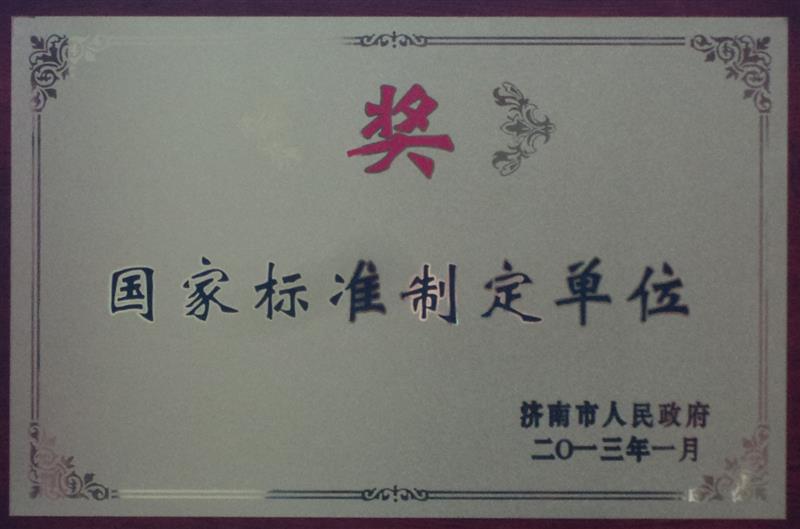 奖
国家标准制定单位
济南市人民政府
二〇一三年一月